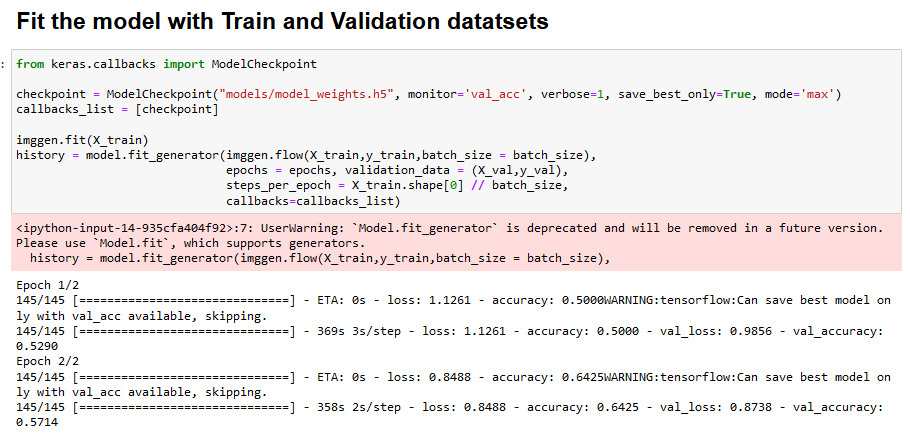 Fit the model with Train and Validation datatsets
:
from keras.callbacks import ModelCheckpoint
checkpoint = ModelCheckpoint("models/model_weights.h5", monitor='val_acc', verbose=1, save_best_only=True, mode='max')
callbacks_list = [checkpoint]
imggen.fit(X_train)
history = model.fit_generator(imggen.flow(X_train,y_train,batch_size = batch_size),
epochs = epochs, validation_data = (X_val,y_val),
steps_per_epoch = X_train.shape[0] // batch_size,
callbacks=callbacks_list)
<ipython-input-14-935cfa404f92>:7: UserWarning: `Model.fit_generator` is deprecated and will be removed in a future version.
Please use `Model.fit`, which supports generators.
history = model.fit_generator(imggen.flow(X_train,y_train,batch_size = batch_size),
Epoch 1/2
145/145 [==============================] - ETA: 0s - loss: 1.1261 - accuracy: 0.5000WARNING:tensorflow:Can save best model on
ly with val_acc available, skipping.
145/145 [==============================] - 369s 3s/step - loss: 1.1261 - accuracy: 0.5000 - val_loss: 0.9856 - val_accuracy:
0.5290
Epoch 2/2
145/145 [==============================] - ETA: 0s - loss: 0.8488 - accuracy: 0.6425WARNING:tensorflow:Can save best model on
ly with val_acc available, skipping.
145/145 [==============================] - 358s 2s/step - loss: 0.8488 - accuracy: 0.6425 - val_loss: 0.8738 - val_accuracy:
0.5714